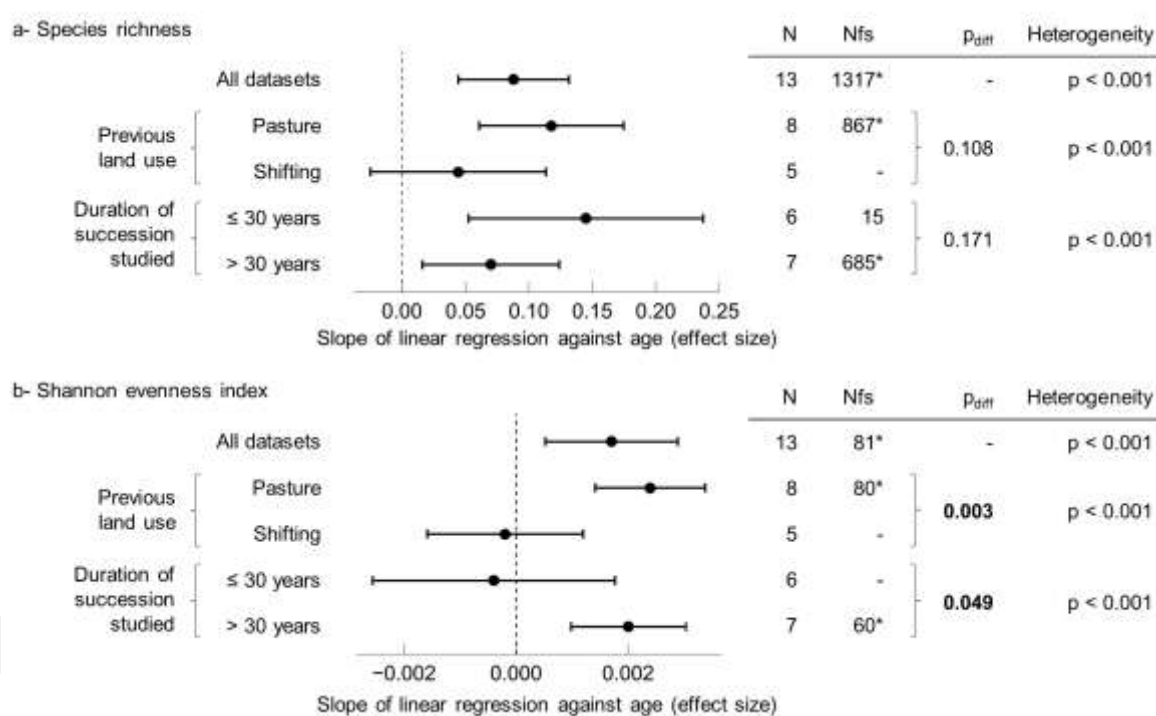 a- Species richness
N Nfs pdiff Heterogeneity
All datasets 13 1317* - p < 0.001
Previous land use
Pasture 8 867*
0.108 p < 0.001
Shifting 5 -
Duration of succession studied
≤ 30 years 6 15
0.171 p < 0.001
> 30 years 7 685*
0.00 0.05 0.10 0.15 0.20 0.25
Slope of linear regression against age (effect size)
b- Shannon evenness index
N Nfs pdiff Heterogeneity
All datasets 13 81* - p < 0.001
Previous land use
Pasture 8 80*
0.003 p < 0.001
Shifting 5 -
Duration of succession studied
≤ 30 years 6 -
0.049 p < 0.001
> 30 years 7 60*
−0.002 0.000 0.002
Slope of linear regression against age (effect size)